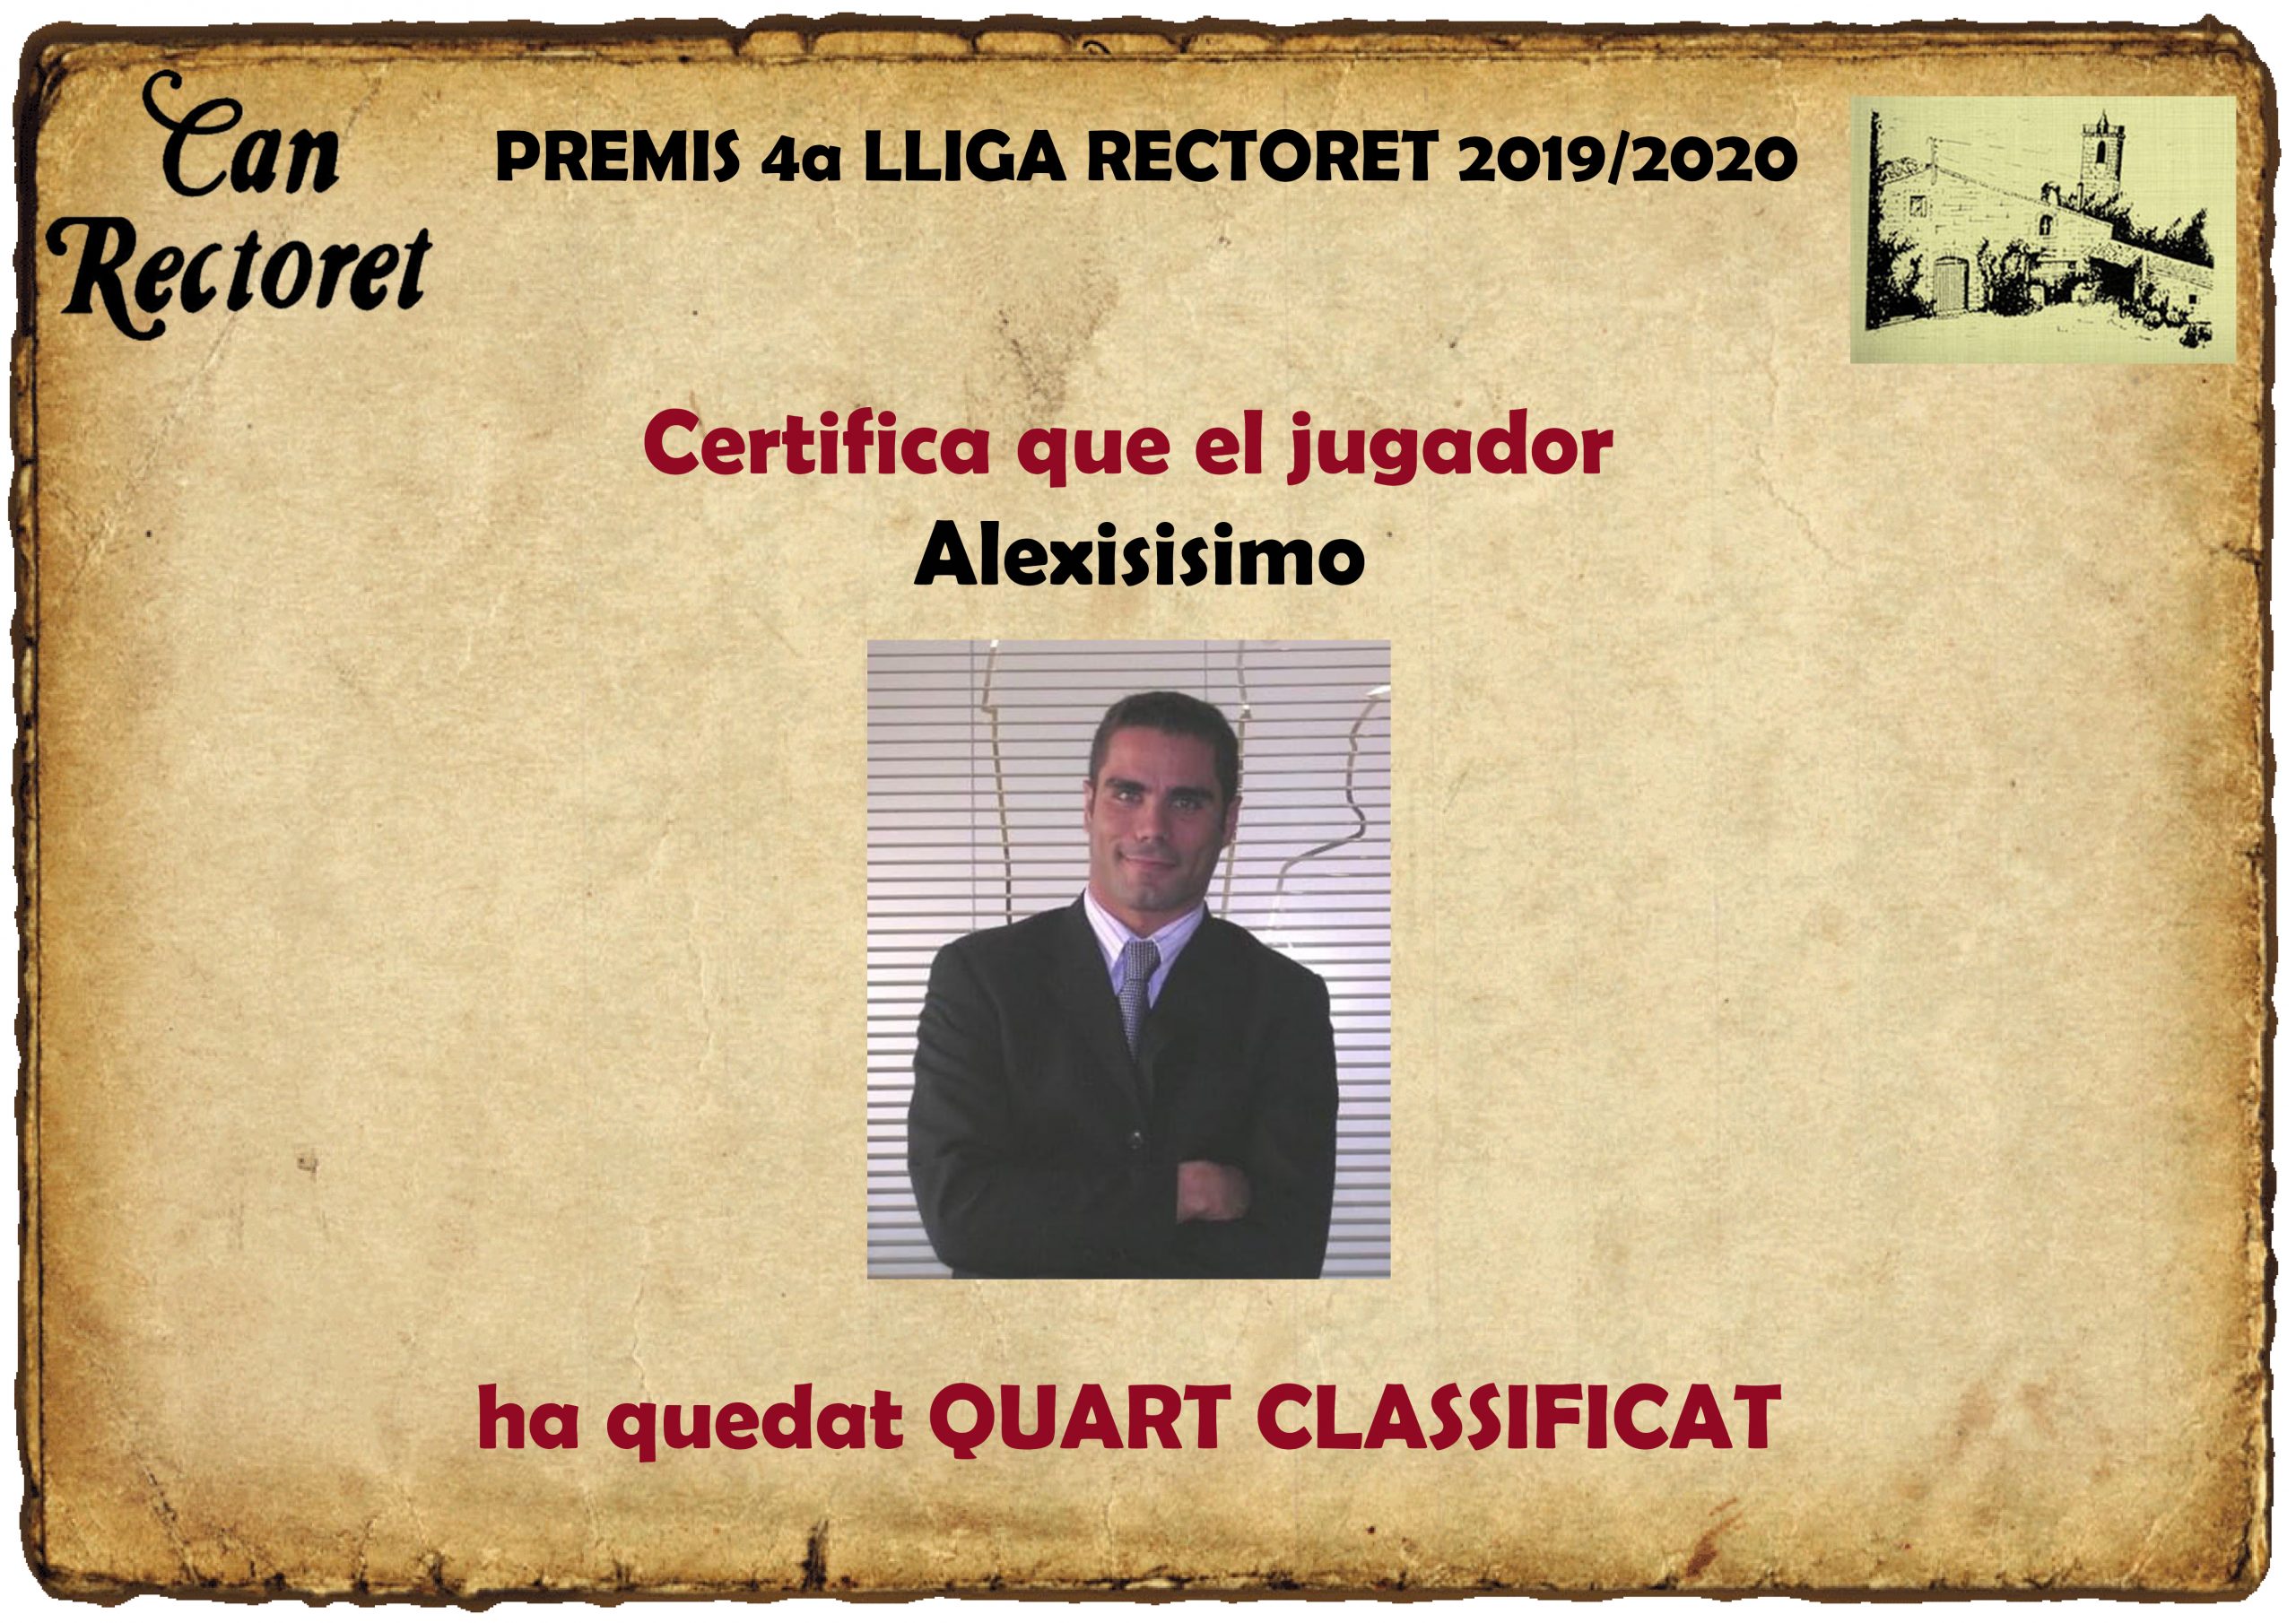 Can
Rectoret
PREMIS 4a LLIGA RECTORET 2019/2020
Certifica que el jugador
Alexisisimo
ha quedat QUART CLASSIFICAT